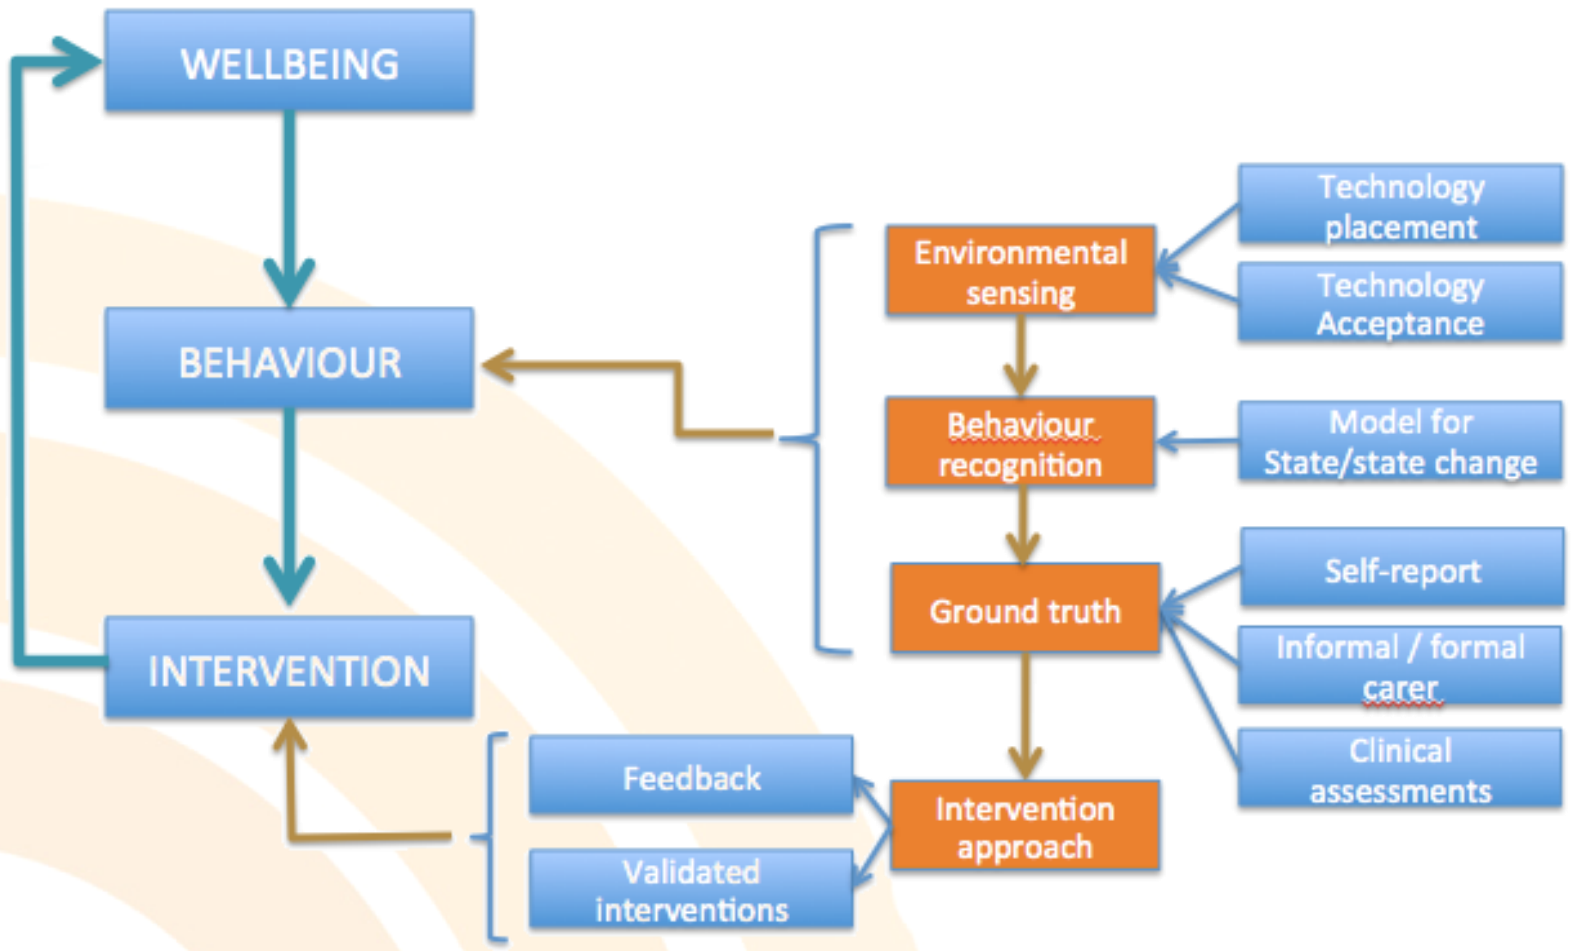 WELLBEING
BEHAVIOUR
INTERVENTION
Environmental
sensing
Behaviour
recognition
Ground truth
Intervention
approach
Technology
placement
Technology
Acceptance
Model for
State/state change
Self-report
Informal / formal
carer
Clinical
assessments
Feedback
Validated
interventions